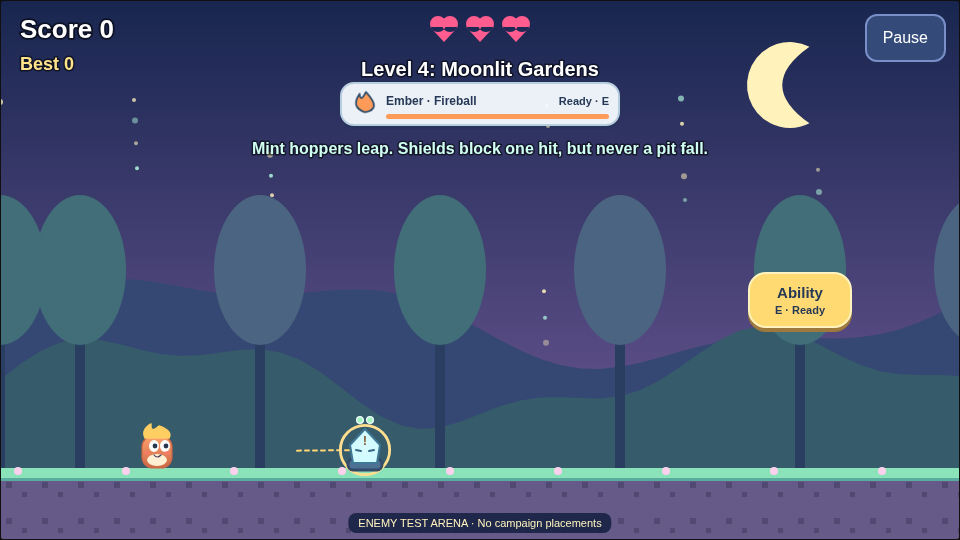 Score 0
Best 0
Pause
Level 4: Moonlit Gardens
Ember · Fireball
Ready · E
Mint hoppers leap. Shields block one hit, but never a pit fall.
Ability
E · Ready
!
ENEMY TEST ARENA · No campaign placements